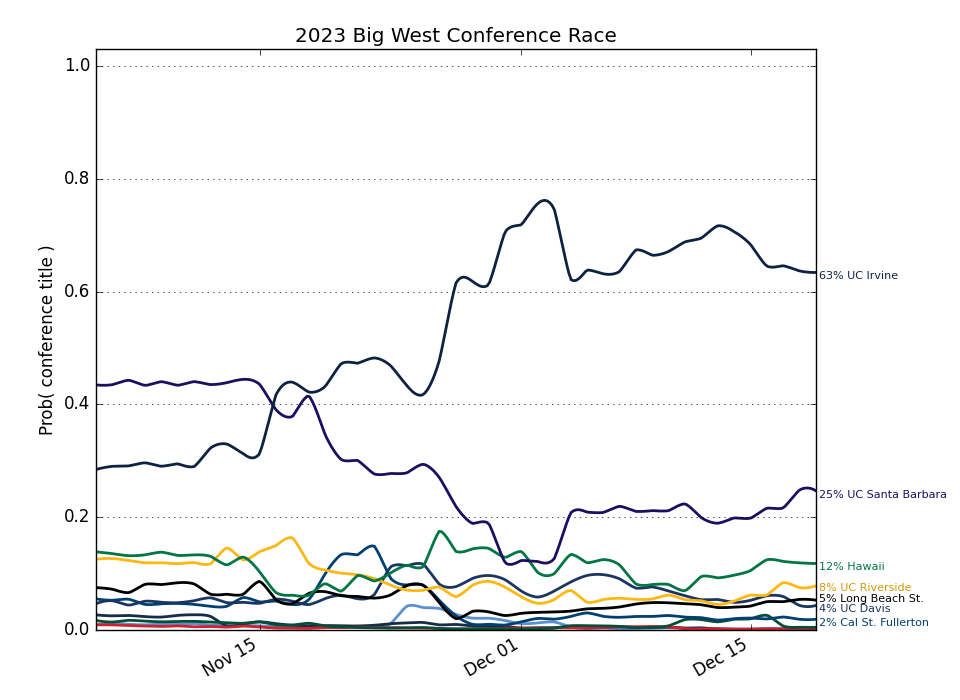 2023 Big West Conference Race
1.0
0.8
0.6
0.4
0.2
0.0
Prob( conference title )
63% UC Irvine
25% UC Santa Barbara
12% Hawaii
8% UC Riverside
5% Long Beach St.
4% UC Davis
2% Cal St. Fullerton
Nov 15
Dec 01
Dec 15